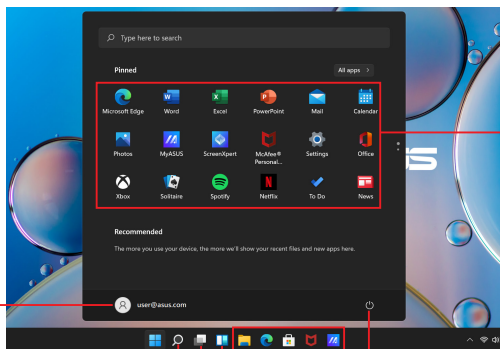 Type here to search
Pinned
All apps >
Microsoft Edge
Word
Excel
PowerPoint
Mail
Calendar
Photos
MyASUS
ScreenXpert
McAfee®
Personal...
Settings
Office
Xbox
Solitaire
Spotify
Netflix
To Do
News
Recommended
The more you use your device, the more we'll show your recent files and new apps here.
user@asus.com